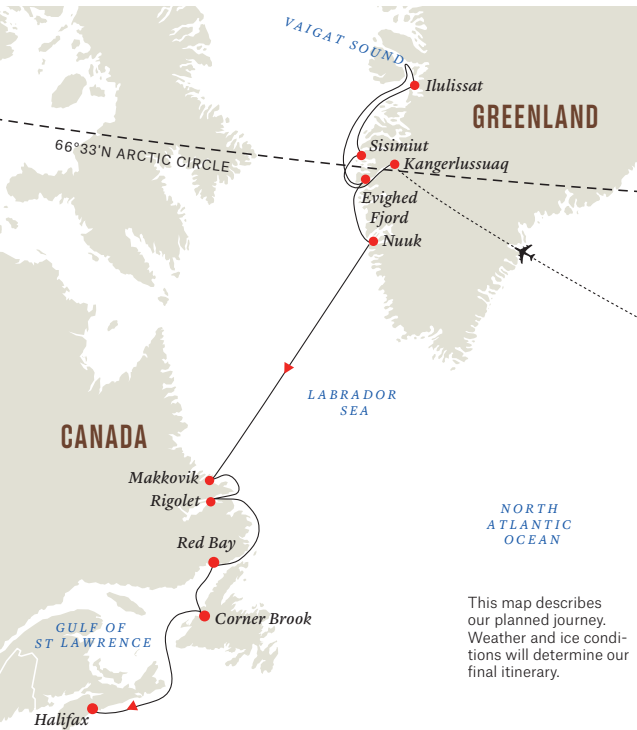 VAIGAT SOUND
Ilulissat
GREENLAND
66°33'N ARCTIC CIRCLE
Sisimiut
Kangerlussuaq
Evighed
Fjord
Nuuk
LABRADOR
SEA
CANADA
Makkovik
Rigolet
NORTH
ATLANTIC
OCEAN
Red Bay
This map describes
our planned journey.
Weather and ice condi-
tions will determine our
final itinerary.
Corner Brook
GULF OF
ST LAWRENCE
Halifax